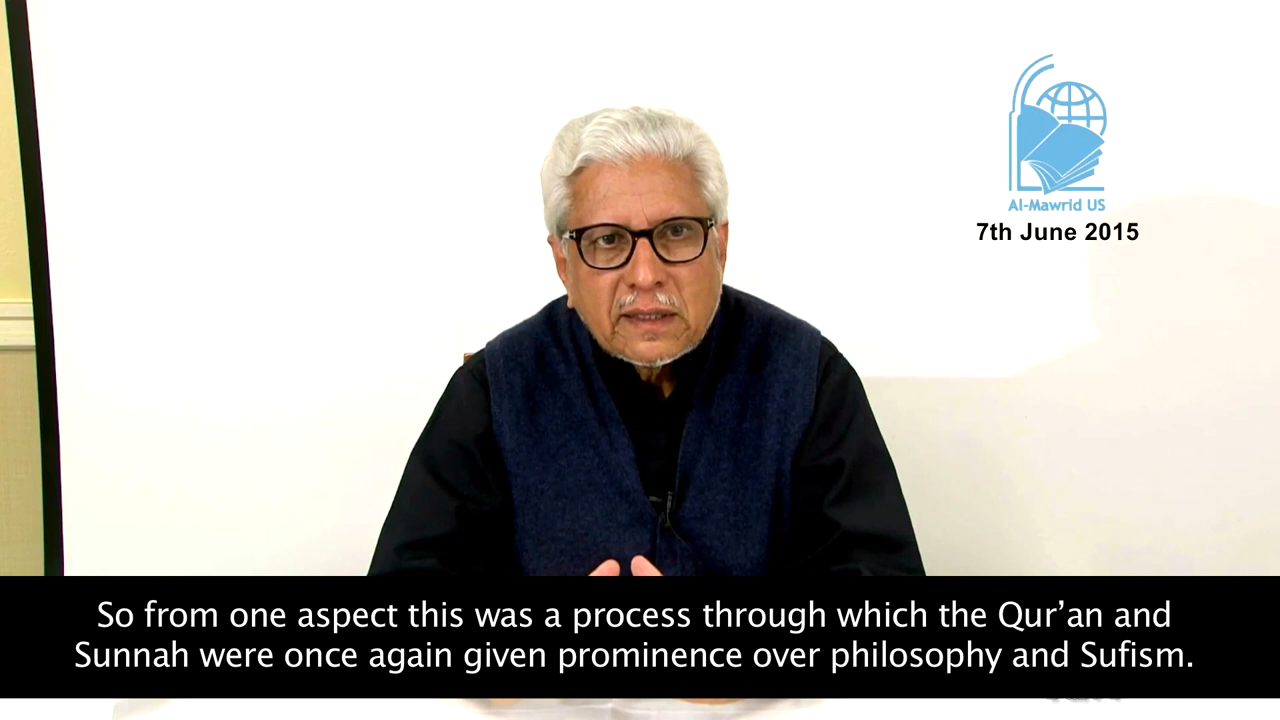 Al-Mawrid US
7th June 2015
So from one aspect this was a process through which the Qur’an and
Sunnah were once again given prominence over philosophy and Sufism.